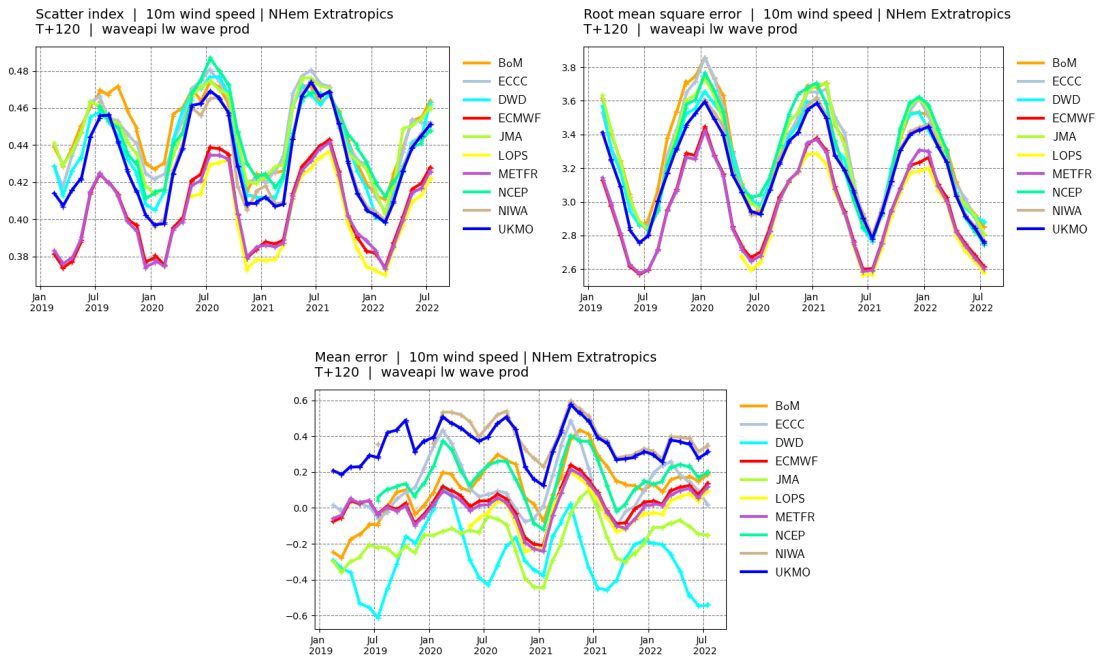 Scatter index | 10m wind speed | NHem Extratropics
T+120 | waveapi lw wave prod
0.48
0.46
0.44
0.42
0.40
0.38
Jan 2019
Jul 2019
Jan 2020
Jul 2020
Jan 2021
Jul 2021
Jan 2022
Jul 2022
BoM
ECCC
DWD
ECMWF
JMA
LOPS
METFR
NCEP
NIWA
UKMO
Root mean square error | 10m wind speed | NHem Extratropics
T+120 | waveapi lw wave prod
3.8
3.6
3.4
3.2
3.0
2.8
2.6
Jan 2019
Jul 2019
Jan 2020
Jul 2020
Jan 2021
Jul 2021
Jan 2022
Jul 2022
BoM
ECCC
DWD
ECMWF
JMA
LOPS
METFR
NCEP
NIWA
UKMO
Mean error | 10m wind speed | NHem Extratropics
T+120 | waveapi lw wave prod
0.6
0.4
0.2
0.0
−0.2
−0.4
−0.6
Jan 2019
Jul 2019
Jan 2020
Jul 2020
Jan 2021
Jul 2021
Jan 2022
Jul 2022
BoM
ECCC
DWD
ECMWF
JMA
LOPS
METFR
NCEP
NIWA
UKMO